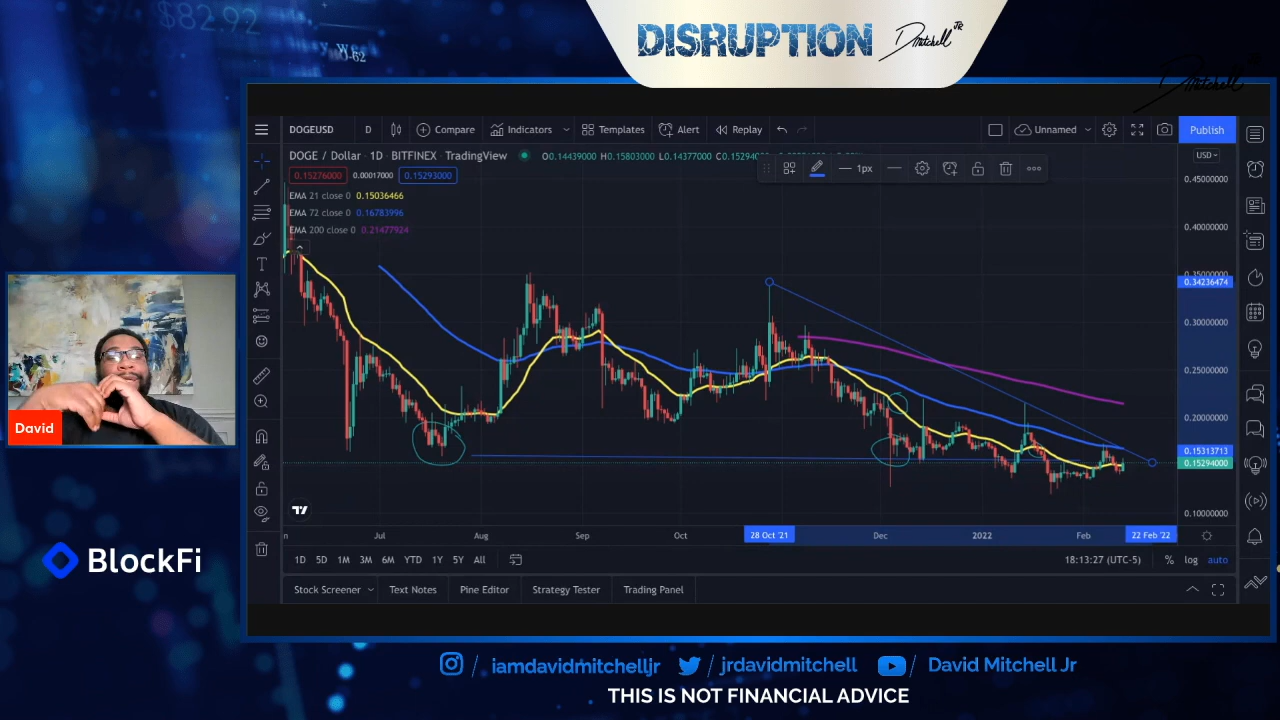 $82.92
DISRUPTION DMitchell JR
DMitchell
DOGEUSD D Compare Indicators Templates Alert Replay Unnamed Publish
DOGE / Dollar · 1D · BITFINEX · TradingView O0.14439000 H0.15803000 L0.14377000
USD
0.15276000 0.00017000 0.15293000
1px
EMA 21 close 0 0.15036466
EMA 72 close 0 0.16783996
EMA 200 close 0 0.21477924
0.45000000
0.40000000
0.34236474
0.30000000
0.25000000
0.20000000
0.15313713
0.15294000
0.10000000
David
BlockFi
Jul Aug Sep Oct 28 Oct '21 Dec 2022 Feb 22 Feb '22
1D 5D 1M 3M 6M YTD 1Y 5Y All 18:13:27 (UTC-5) % log auto
Stock Screener Text Notes Pine Editor Strategy Tester Trading Panel
/ iamdavidmitchelljr / jrdavidmitchell / David Mitchell Jr
THIS IS NOT FINANCIAL ADVICE